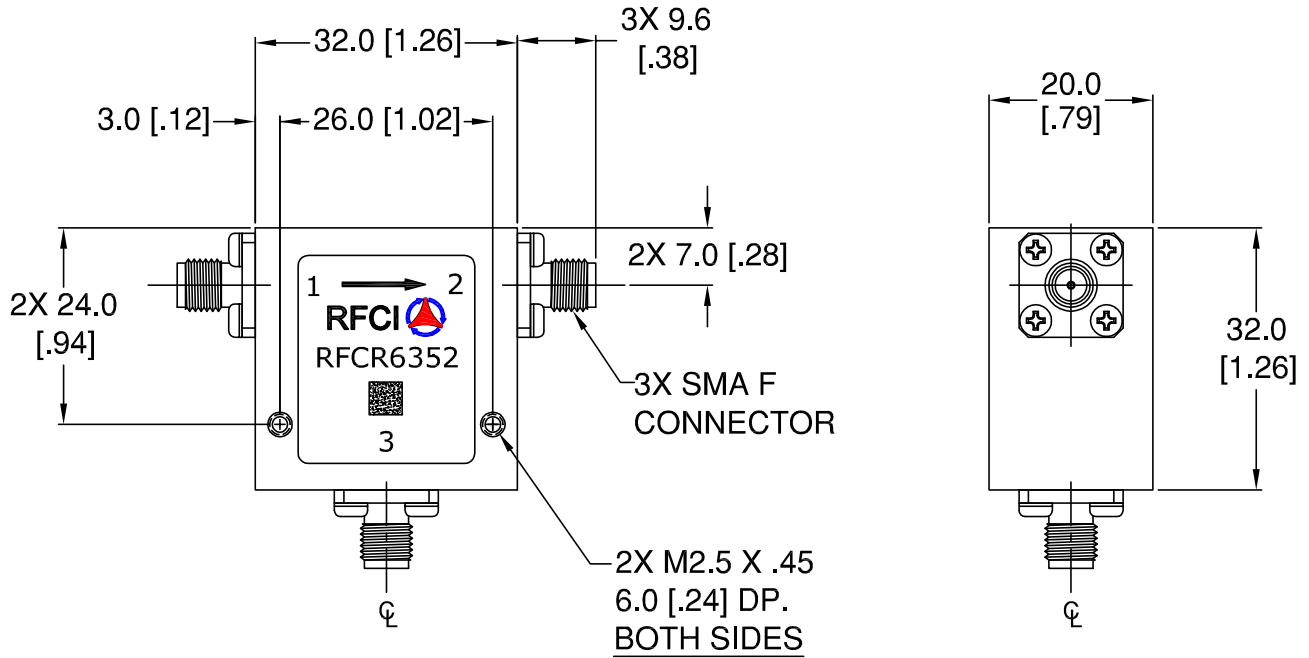 32.0 [1.26]
3X 9.6
[.38]
3.0 [.12]
26.0 [1.02]
2X 24.0
[.94]
2X 7.0 [.28]
1
2
RFCI
RFCR6352
3
3X SMA F
CONNECTOR
2X M2.5 X .45
6.0 [.24] DP.
BOTH SIDES
℄
20.0
[.79]
32.0
[1.26]
℄